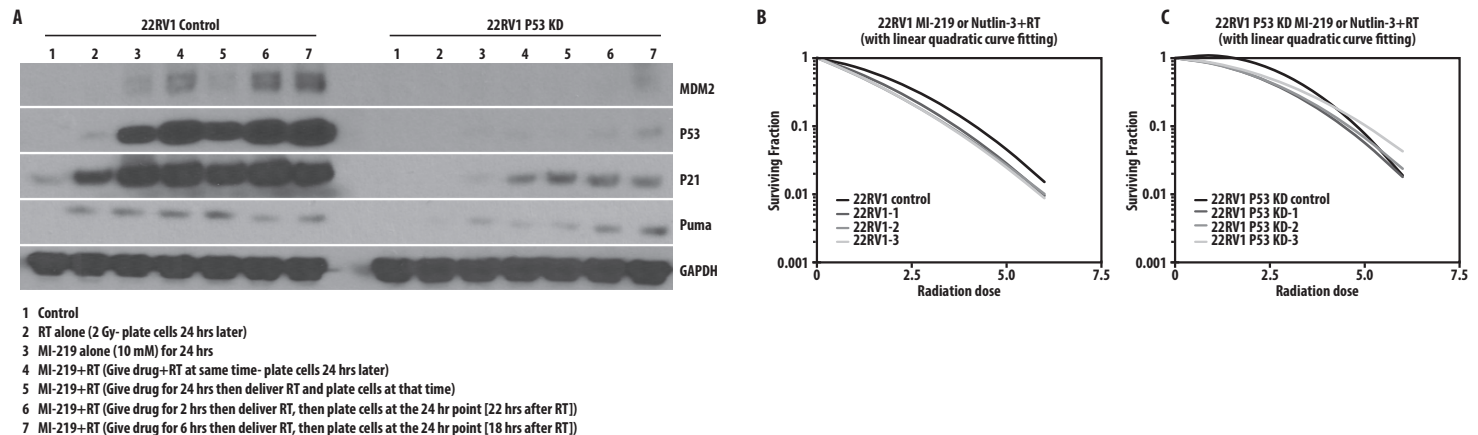 A
22RV1 Control
22RV1 P53 KD
1 2 3 4 5 6 7 1 2 3 4 5 6 7
MDM2
P53
P21
Puma
GAPDH
1 Control
2 RT alone (2 Gy- plate cells 24 hrs later)
3 MI-219 alone (10 mM) for 24 hrs
4 MI-219+RT (Give drug+RT at same time- plate cells 24 hrs later)
5 MI-219+RT (Give drug for 24 hrs then deliver RT and plate cells at that time)
6 MI-219+RT (Give drug for 2 hrs then deliver RT, then plate cells at the 24 hr point [22 hrs after RT])
7 MI-219+RT (Give drug for 6 hrs then deliver RT, then plate cells at the 24 hr point [18 hrs after RT])
B
22RV1 MI-219 or Nutlin-3+RT
(with linear quadratic curve fitting)
Surviving Fraction
1
0.1
0.01
0.001
22RV1 control
22RV1-1
22RV1-2
22RV1-3
0 2.5 5.0 7.5
Radiation dose
C
22RV1 P53 KD MI-219 or Nutlin-3+RT
(with linear quadratic curve fitting)
Surviving Fraction
1
0.1
0.01
0.001
22RV1 P53 KD control
22RV1 P53 KD-1
22RV1 P53 KD-2
22RV1 P53 KD-3
0 2.5 5.0 7.5
Radiation dose